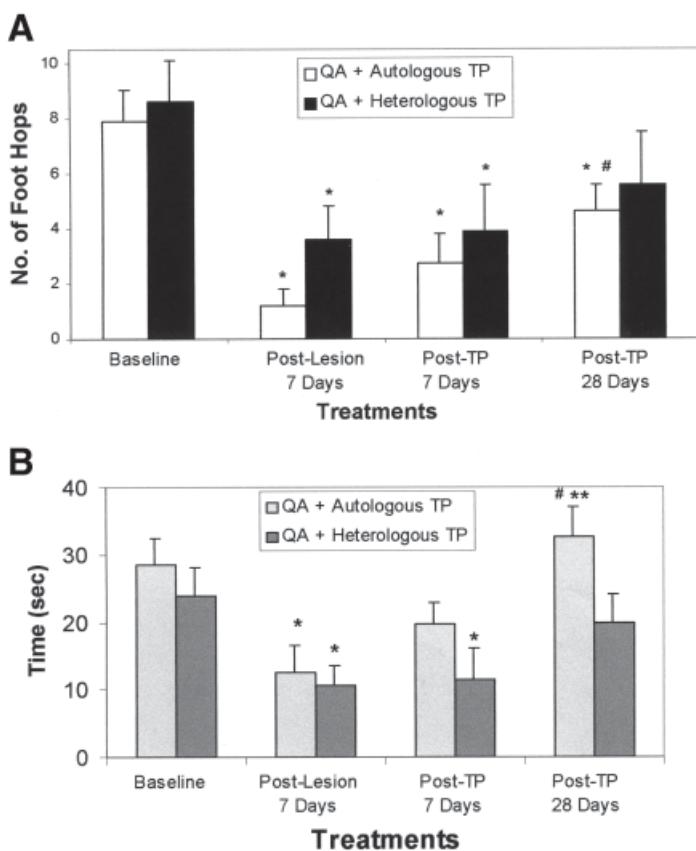 A
QA + Autologous TP
QA + Heterologous TP
No. of Foot Hops
10
8
6
4
2
0
* * * * * #
Baseline
Post-Lesion
7 Days
Post-TP
7 Days
Post-TP
28 Days
Treatments
B
QA + Autologous TP
QA + Heterologous TP
Time (sec)
40
30
20
10
0
* * * # **
Baseline
Post-Lesion
7 Days
Post-TP
7 Days
Post-TP
28 Days
Treatments